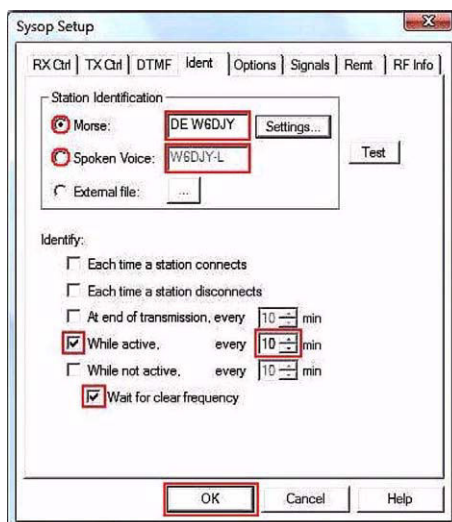 Sysop Setup
RX Ctrl TX Ctrl DTMF Ident Options Signals Remt RF Info
Station Identification
Morse: DE W6DJY Settings...
Spoken Voice: W6DJY-L Test
External file: ...
Identify:
Each time a station connects
Each time a station disconnects
At end of transmission, every 10 min
While active, every 10 min
While not active, every 10 min
Wait for clear frequency
OK Cancel Help